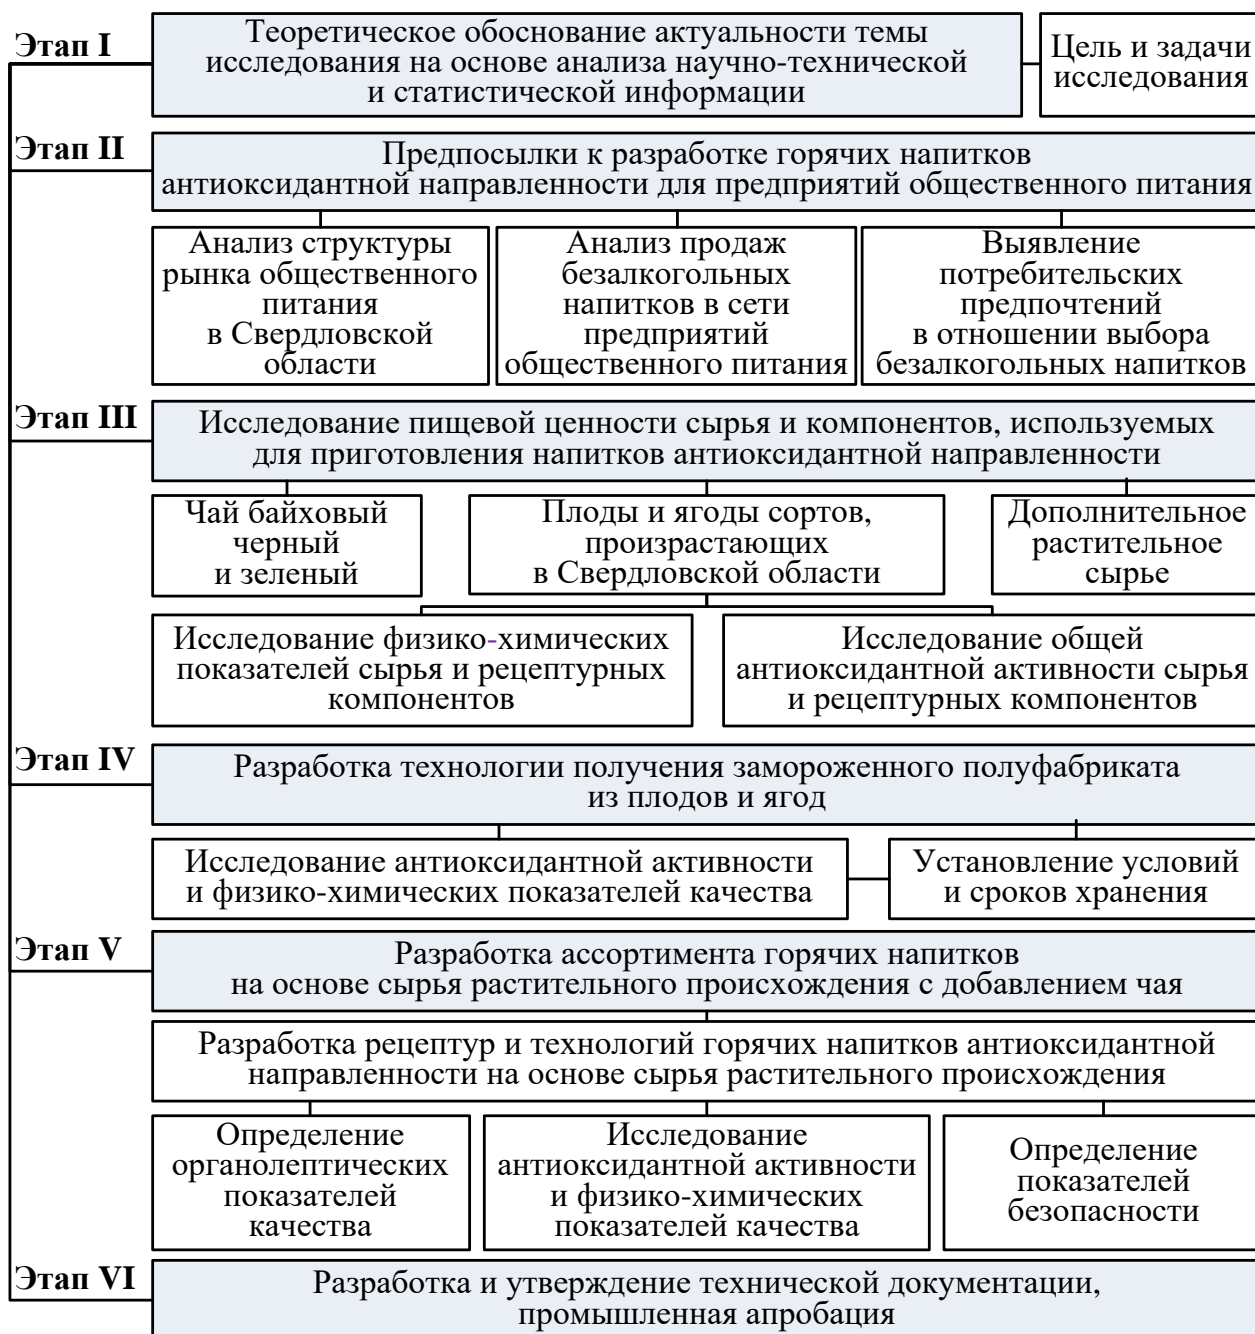 Этап I
Теоретическое обоснование актуальности темы
исследования на основе анализа научно-технической
и статистической информации
Цель и задачи
исследования
Этап II
Предпосылки к разработке горячих напитков
антиоксидантной направленности для предприятий общественного питания
Анализ структуры
рынка общественного
питания
в Свердловской
области
Анализ продаж
безалкогольных
напитков в сети
предприятий
общественного питания
Выявление
потребительских
предпочтений
в отношении выбора
безалкогольных напитков
Этап III
Исследование пищевой ценности сырья и компонентов, используемых
для приготовления напитков антиоксидантной направленности
Чай байховый
черный
и зеленый
Плоды и ягоды сортов,
произрастающих
в Свердловской области
Дополнительное
растительное
сырье
Исследование физико-химических
показателей сырья и рецептурных
компонентов
Исследование общей
антиоксидантной активности сырья
и рецептурных компонентов
Этап IV
Разработка технологии получения замороженного полуфабриката
из плодов и ягод
Исследование антиоксидантной активности
и физико-химических показателей качества
Установление условий
и сроков хранения
Этап V
Разработка ассортимента горячих напитков
на основе сырья растительного происхождения с добавлением чая
Разработка рецептур и технологий горячих напитков антиоксидантной
направленности на основе сырья растительного происхождения
Определение
органолептических
показателей
качества
Исследование
антиоксидантной активности
и физико-химических
показателей качества
Определение
показателей
безопасности
Этап VI
Разработка и утверждение технической документации,
промышленная апробация